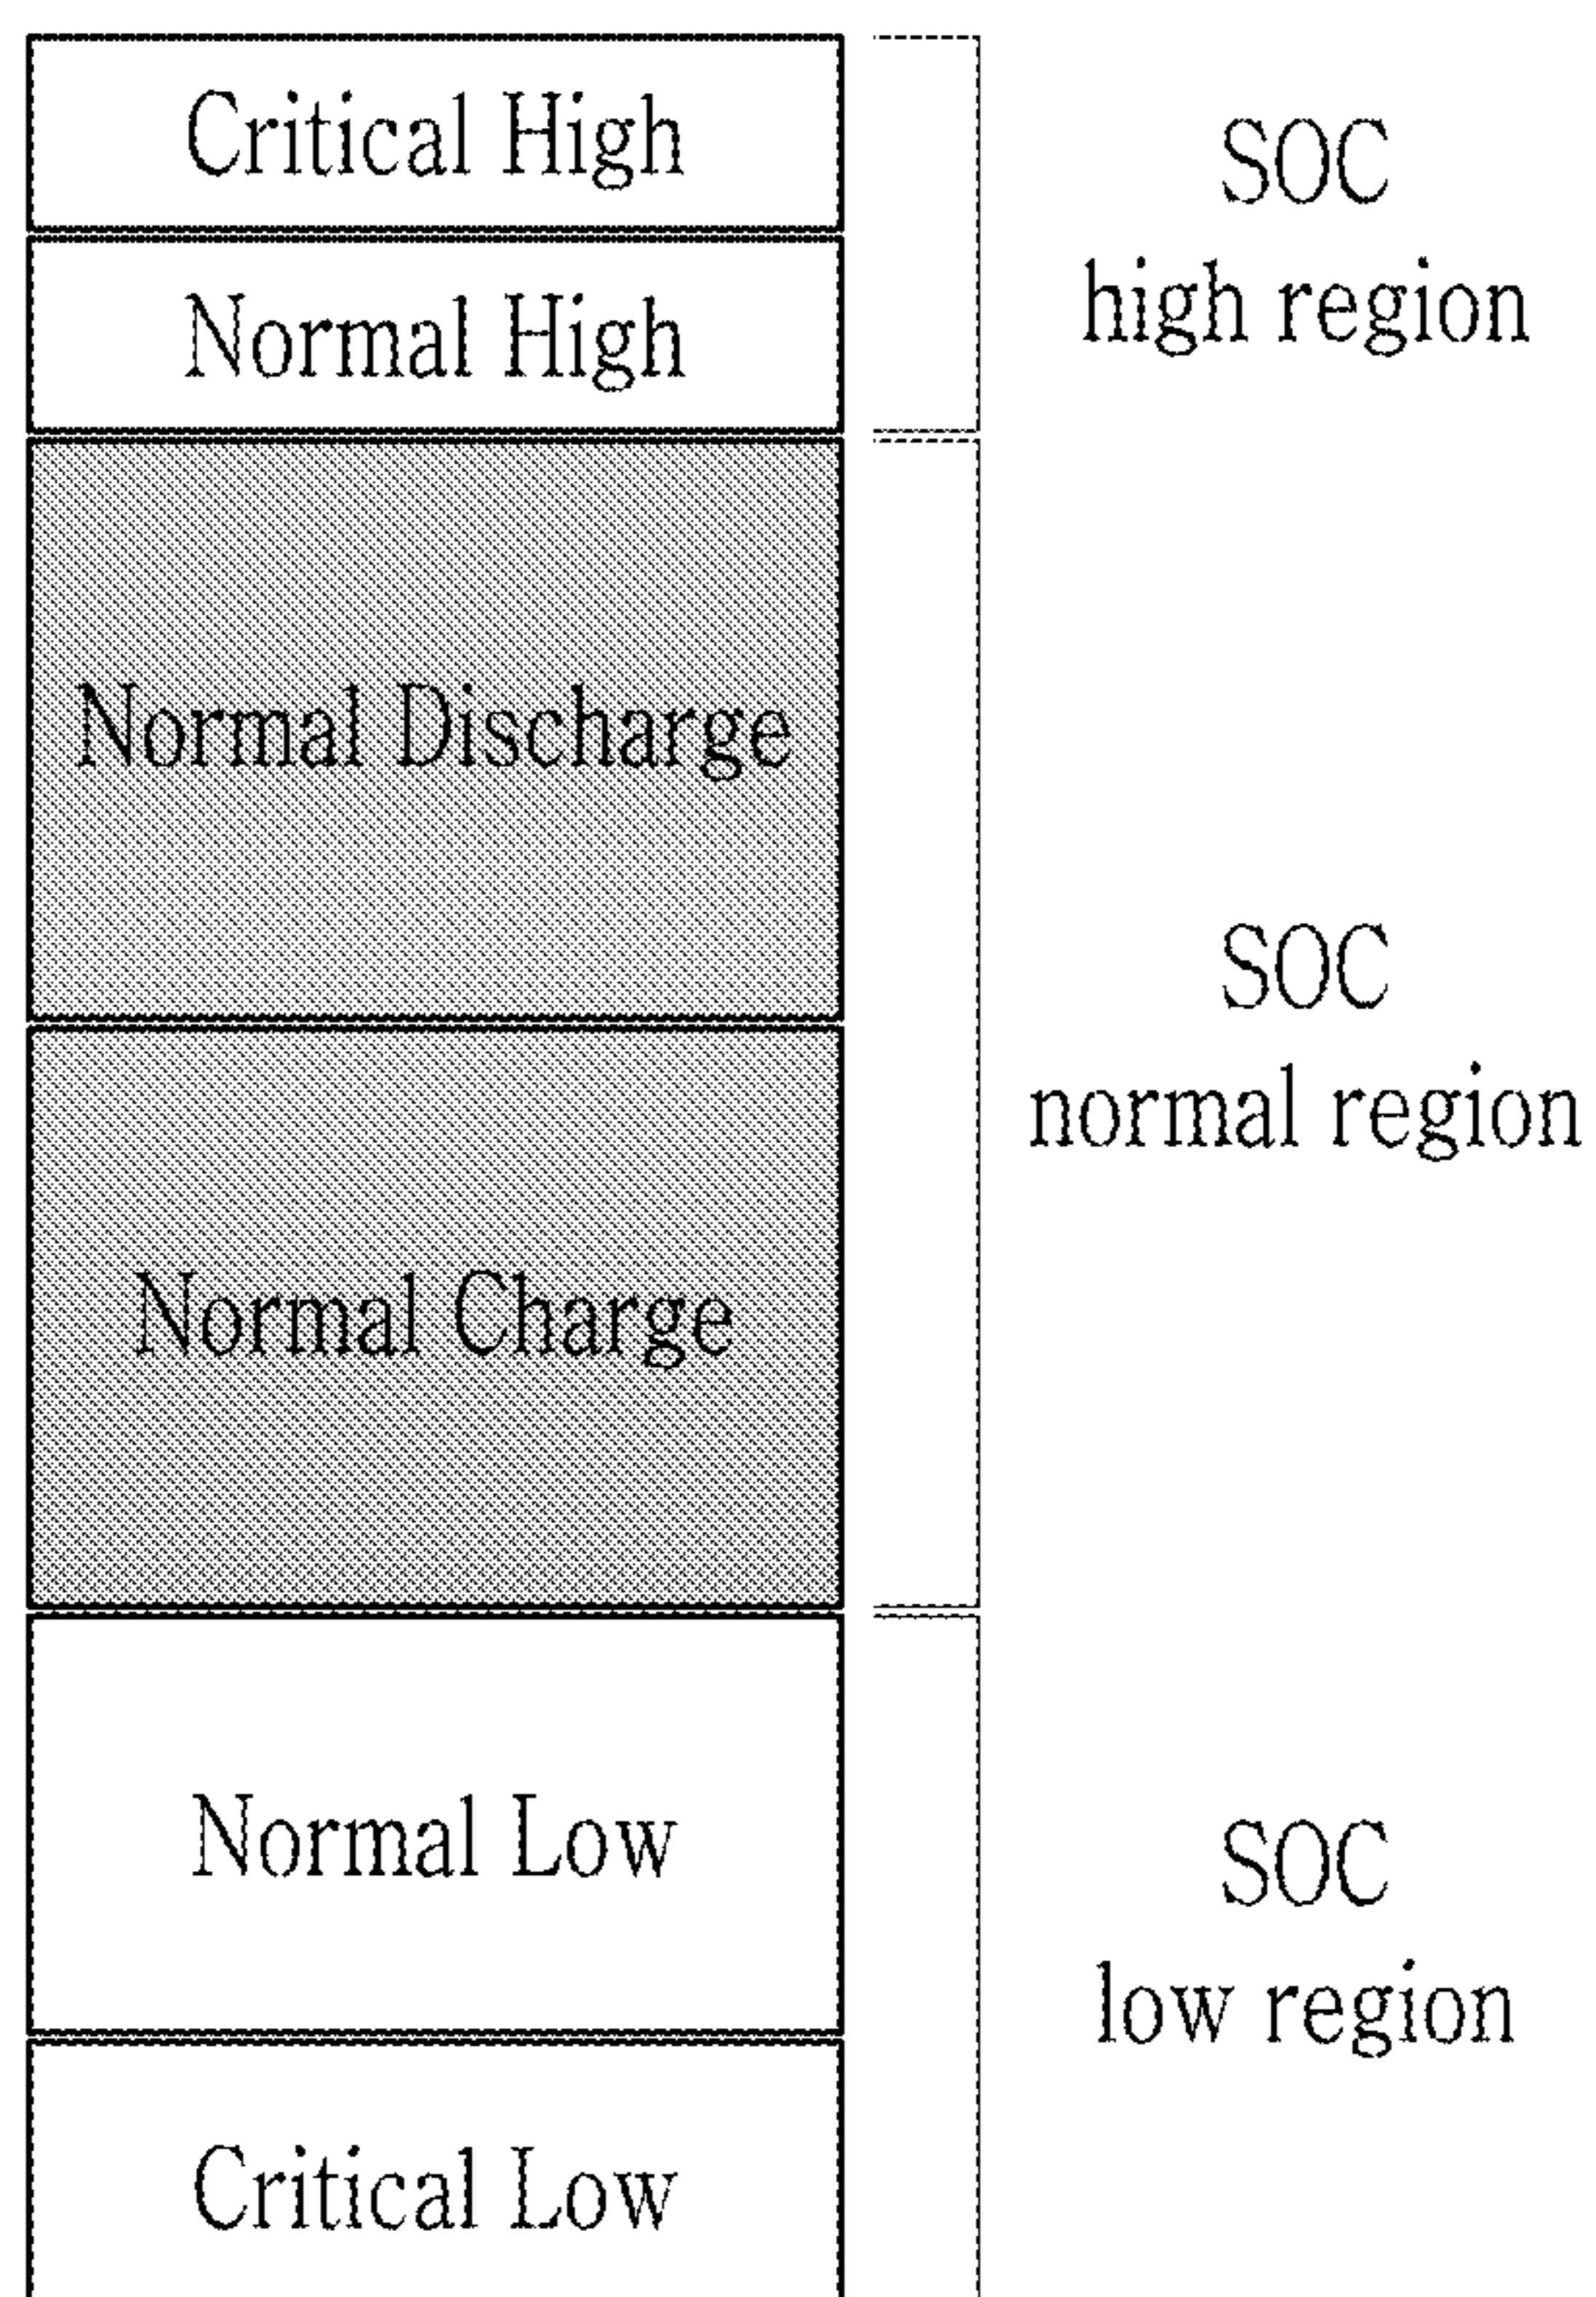 Critical High
Normal High
SOC
high region
Normal Discharge
Normal Charge
SOC
normal region
Normal Low
Critical Low
SOC
low region